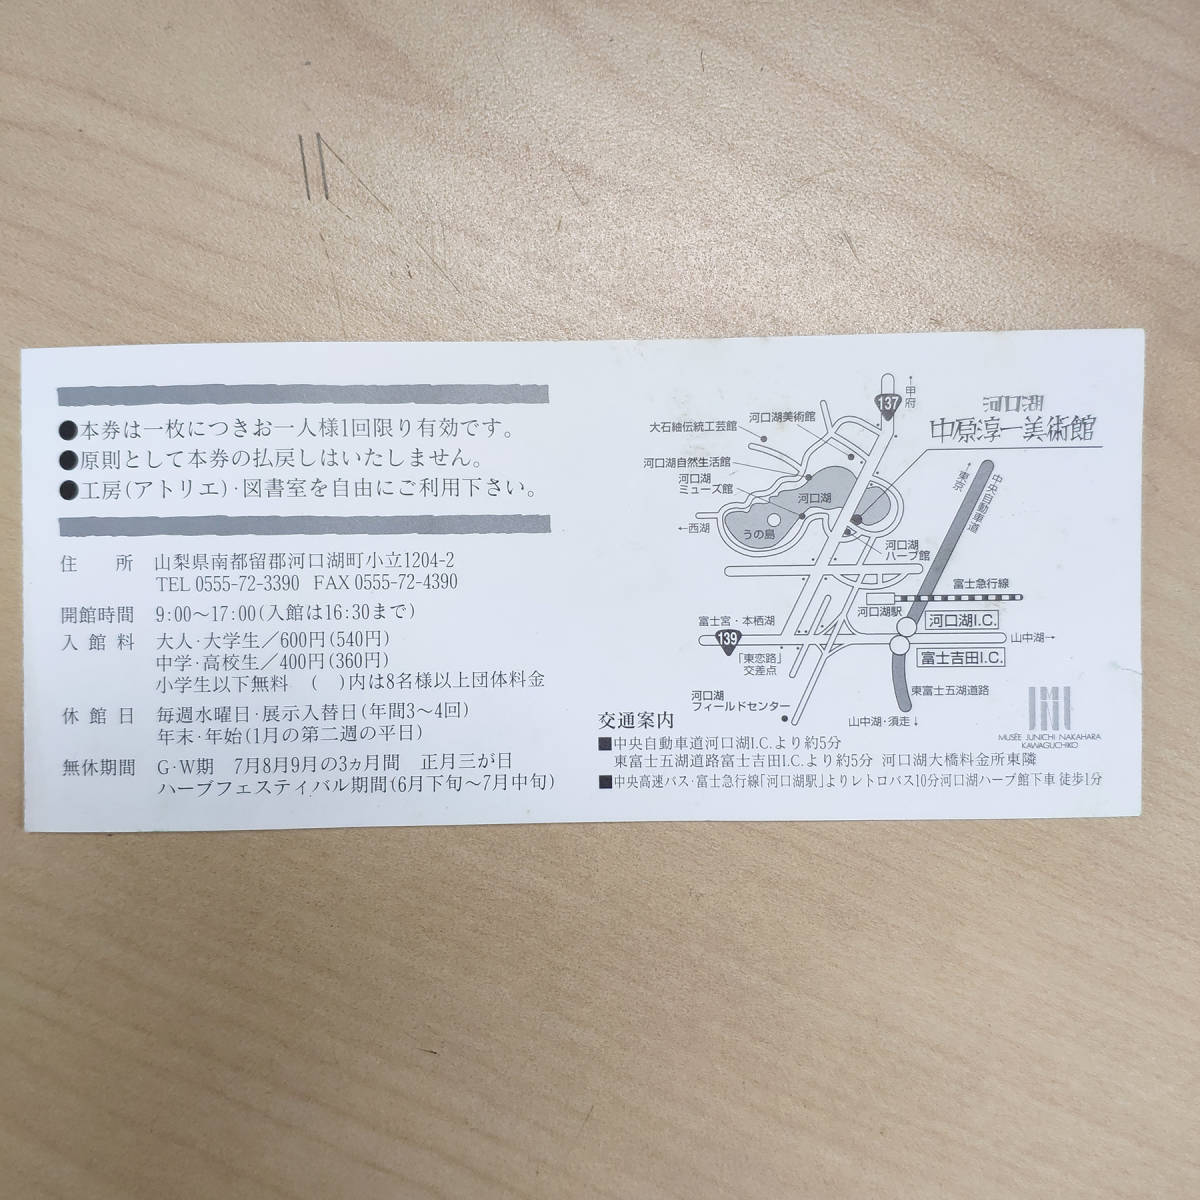 ●本券は一枚につきお一人様1回限り有効です。
●原則として本券の払戻しはいたしません。
●工房(アトリエ)・図書室を自由にご利用下さい。
住　所　山梨県南都留郡河口湖町小立1204-2
TEL 0555-72-3390　FAX 0555-72-4390
開館時間　9:00〜17:00(入館は16:30まで)
入館料　大人・大学生／600円(540円)
中学・高校生／400円(360円)
小学生以下無料　(　)内は8名様以上団体料金
休館日　毎週水曜日・展示入替日(年間3〜4回)
年末・年始(1月の第二週の平日)
無休期間　G・W期　7月8月9月の3ヵ月間　正月三が日
ハーブフェスティバル期間(6月下旬〜7月中旬)
↑甲府
137
河口湖
中原淳一美術館
河口湖美術館
大石紬伝統工芸館
河口湖自然生活館
河口湖
ミューズ館
河口湖
←西湖
うの島
河口湖
ハーブ館
↑東京
中央自動車道
富士急行線
河口湖駅
河口湖I.C.
富士宮・本栖湖
139
山中湖→
富士吉田I.C.
「東恋路」
交差点
東富士五湖道路
河口湖
フィールドセンター
山中湖・須走↓
MUSÉE JUNICHI NAKAHARA
KAWAGUCHIKO
交通案内
■中央自動車道河口湖I.C.より約5分
東富士五湖道路富士吉田I.C.より約5分 河口湖大橋料金所東隣
■中央高速バス・富士急行線「河口湖駅」よりレトロバス10分河口湖ハーブ館下車 徒歩1分